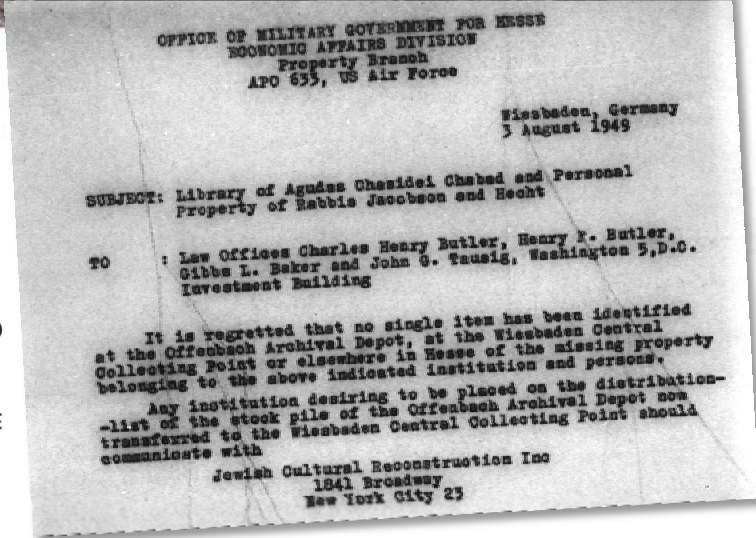 OFFICE OF MILITARY GOVERNMENT FOR HESSE
ECONOMIC AFFAIRS DIVISION
Property Branch
APO 633, US Air Force
Wiesbaden, Germany
3 August 1949
SUBJECT: Library of Agudas Chasidei Chabad and Personal
Property of Rabbis Jacobson and Hecht
TO : Law Offices Charles Henry Butler, Henry F. Butler,
Gibbs L. Baker and John G. Tausig, Washington 5,D.C.
Investment Building
It is regretted that no single item has been identified
at the Offenbach Archival Depot, at the Wiesbaden Central
Collecting Point or elsewhere in Hesse of the missing property
belonging to the above indicated institution and persons.
Any institution desiring to be placed on the distribution-
-list of the stock pile of the Offenbach Archival Depot now
transferred to the Wiesbaden Central Collecting Point should
communicate with
Jewish Cultural Reconstruction Inc
1841 Broadway
New York City 23